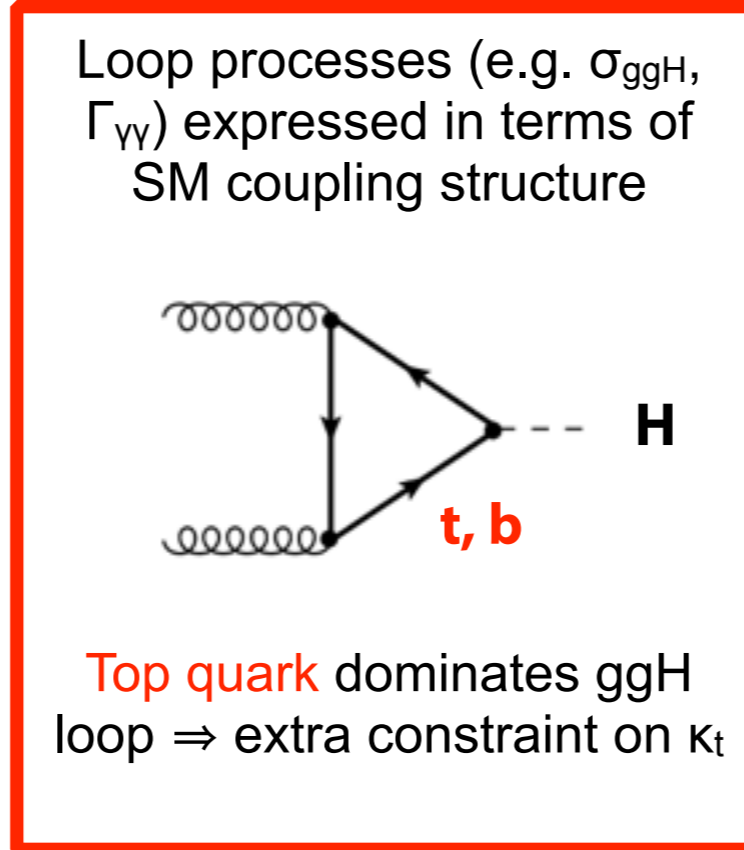 Loop processes (e.g. σggH,
Γγγ) expressed in terms of
SM coupling structure
H
t, b
Top quark dominates ggH
loop ⇒ extra constraint on κt